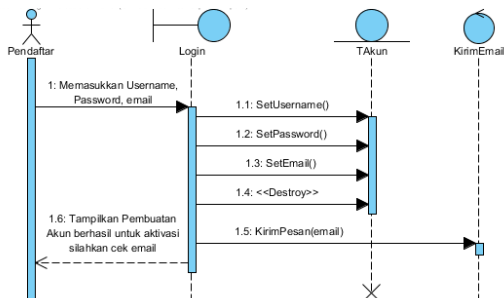 Pendaftar
Login
TAkun
KirimEmail
1: Memasukkan Username,
Password, email
1.1: SetUsername()
1.2: SetPassword()
1.3: SetEmail()
1.4: <<Destroy>>
1.5: KirimPesan(email)
1.6: Tampilkan Pembuatan
Akun berhasil untuk aktivasi
silahkan cek email